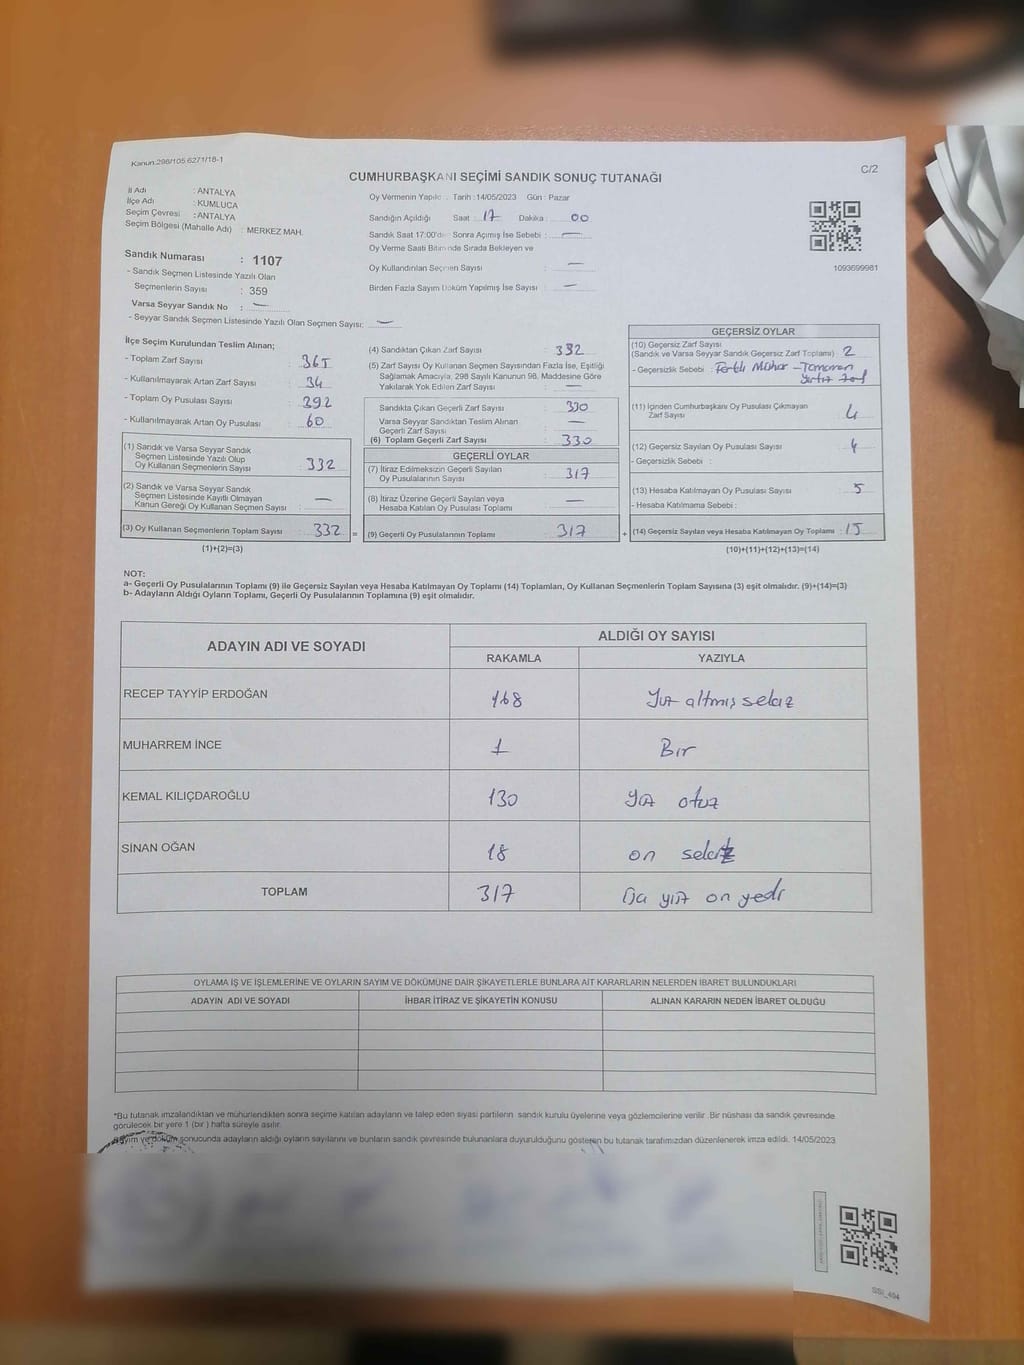 Kanun:298/105 6271/18-1
C/2
CUMHURBAŞKANI SEÇİMİ SANDIK SONUÇ TUTANAĞI
İl Adı : ANTALYA
İlçe Adı : KUMLUCA
Seçim Çevresi : ANTALYA
Seçim Bölgesi (Mahalle Adı) : MERKEZ MAH.
Sandık Numarası : 1107
- Sandık Seçmen Listesinde Yazılı Olan
Seçmenlerin Sayısı : 359
Varsa Seyyar Sandık No : —
- Seyyar Sandık Seçmen Listesinde Yazılı Olan Seçmen Sayısı: —
Oy Vermenin Yapıldı : Tarih :14/05/2023 Gün : Pazar
Sandığın Açıldığı Saat : 17 Dakika : 00
Sandık Saat 17:00'dan Sonra Açımış İse Sebebi : —
Oy Verme Saati Bitiminde Sırada Bekleyen ve
Oy Kullandırılan Seçmen Sayısı : —
Birden Fazla Sayım Döküm Yapılmış İse Sayısı : —
1093699981
İlçe Seçim Kurulundan Teslim Alınan;
- Toplam Zarf Sayısı : 365
- Kullanılmayarak Artan Zarf Sayısı : 34
- Toplam Oy Pusulası Sayısı : 392
- Kullanılmayarak Artan Oy Pusulası : 60
(1) Sandık ve Varsa Seyyar Sandık
Seçmen Listesinde Yazılı Olup
Oy Kullanan Seçmenlerin Sayısı : 332
(2) Sandık ve Varsa Seyyar Sandık
Seçmen Listesinde Kayıtlı Olmayan
Kanun Gereği Oy Kullanan Seçmen Sayısı : —
(3) Oy Kullanan Seçmenlerin Toplam Sayısı : 332
(1)+(2)=(3)
(4) Sandıktan Çıkan Zarf Sayısı : 332
(5) Zarf Sayısı Oy Kullanan Seçmen Sayısından Fazla İse, Eşitliği
Sağlamak Amacıyla, 298 Sayılı Kanunun 98. Maddesine Göre
Yakılarak Yok Edilen Zarf Sayısı : —
Sandıkta Çıkan Geçerli Zarf Sayısı : 330
Varsa Seyyar Sandıktan Teslim Alınan
Geçerli Zarf Sayısı : —
(6) Toplam Geçerli Zarf Sayısı : 330
GEÇERLİ OYLAR
(7) İtiraz Edilmeksizin Geçerli Sayılan
Oy Pusulalarının Sayısı : 317
(8) İtiraz Üzerine Geçerli Sayılan veya
Hesaba Katılan Oy Pusulası Toplamı : —
= (9) Geçerli Oy Pusulalarının Toplamı : 317 +
GEÇERSİZ OYLAR
(10) Geçersiz Zarf Sayısı
(Sandık ve Varsa Seyyar Sandık Geçersiz Zarf Toplamı) : 2
- Geçersizlik Sebebi : Farklı Mühür - Tamamen
yırtık zarf
(11) İçinden Cumhurbaşkanı Oy Pusulası Çıkmayan
Zarf Sayısı : 4
(12) Geçersiz Sayılan Oy Pusulası Sayısı : 4
- Geçersizlik Sebebi :
(13) Hesaba Katılmayan Oy Pusulası Sayısı : 5
- Hesaba Katılmama Sebebi :
(14) Geçersiz Sayılan veya Hesaba Katılmayan Oy Toplamı : 15
(10)+(11)+(12)+(13)=(14)
NOT:
a- Geçerli Oy Pusulalarının Toplamı (9) ile Geçersiz Sayılan veya Hesaba Katılmayan Oy Toplamı (14) Toplamları, Oy Kullanan Seçmenlerin Toplam Sayısına (3) eşit olmalıdır. (9)+(14)=(3)
b- Adayların Aldığı Oyların Toplamı, Geçerli Oy Pusulalarının Toplamına (9) eşit olmalıdır.
ADAYIN ADI VE SOYADI ALDIĞI OY SAYISI
RAKAMLA YAZIYLA
RECEP TAYYİP ERDOĞAN 168 Yüz altmış sekiz
MUHARREM İNCE 1 Bir
KEMAL KILIÇDAROĞLU 130 Yüz otuz
SİNAN OĞAN 18 on sekiz
TOPLAM 317 Üç yüz on yedi
OYLAMA İŞ VE İŞLEMLERİNE VE OYLARIN SAYIM VE DÖKÜMÜNE DAİR ŞİKAYETLERLE BUNLARA AİT KARARLARIN NELERDEN İBARET BULUNDUKLARI
ADAYIN ADI VE SOYADI İHBAR İTİRAZ VE ŞİKAYETİN KONUSU ALINAN KARARIN NEDEN İBARET OLDUĞU
*Bu tutanak imzalandıktan ve mühürlendikten sonra seçime katılan adayların ve talep eden siyasi partilerin sandık kurulu üyelerine veya gözlemcilerine verilir. Bir nüshası da sandık çevresinde
görülecek bir yere 1 (bir) hafta süreyle asılır.
Sayım ve döküm sonucunda adayların aldığı oyların sayılarını ve bunların sandık çevresinde bulunanlara duyurulduğunu gösteren bu tutanak tarafımızdan düzenlenerek imza edildi. 14/05/2023
SSI_494